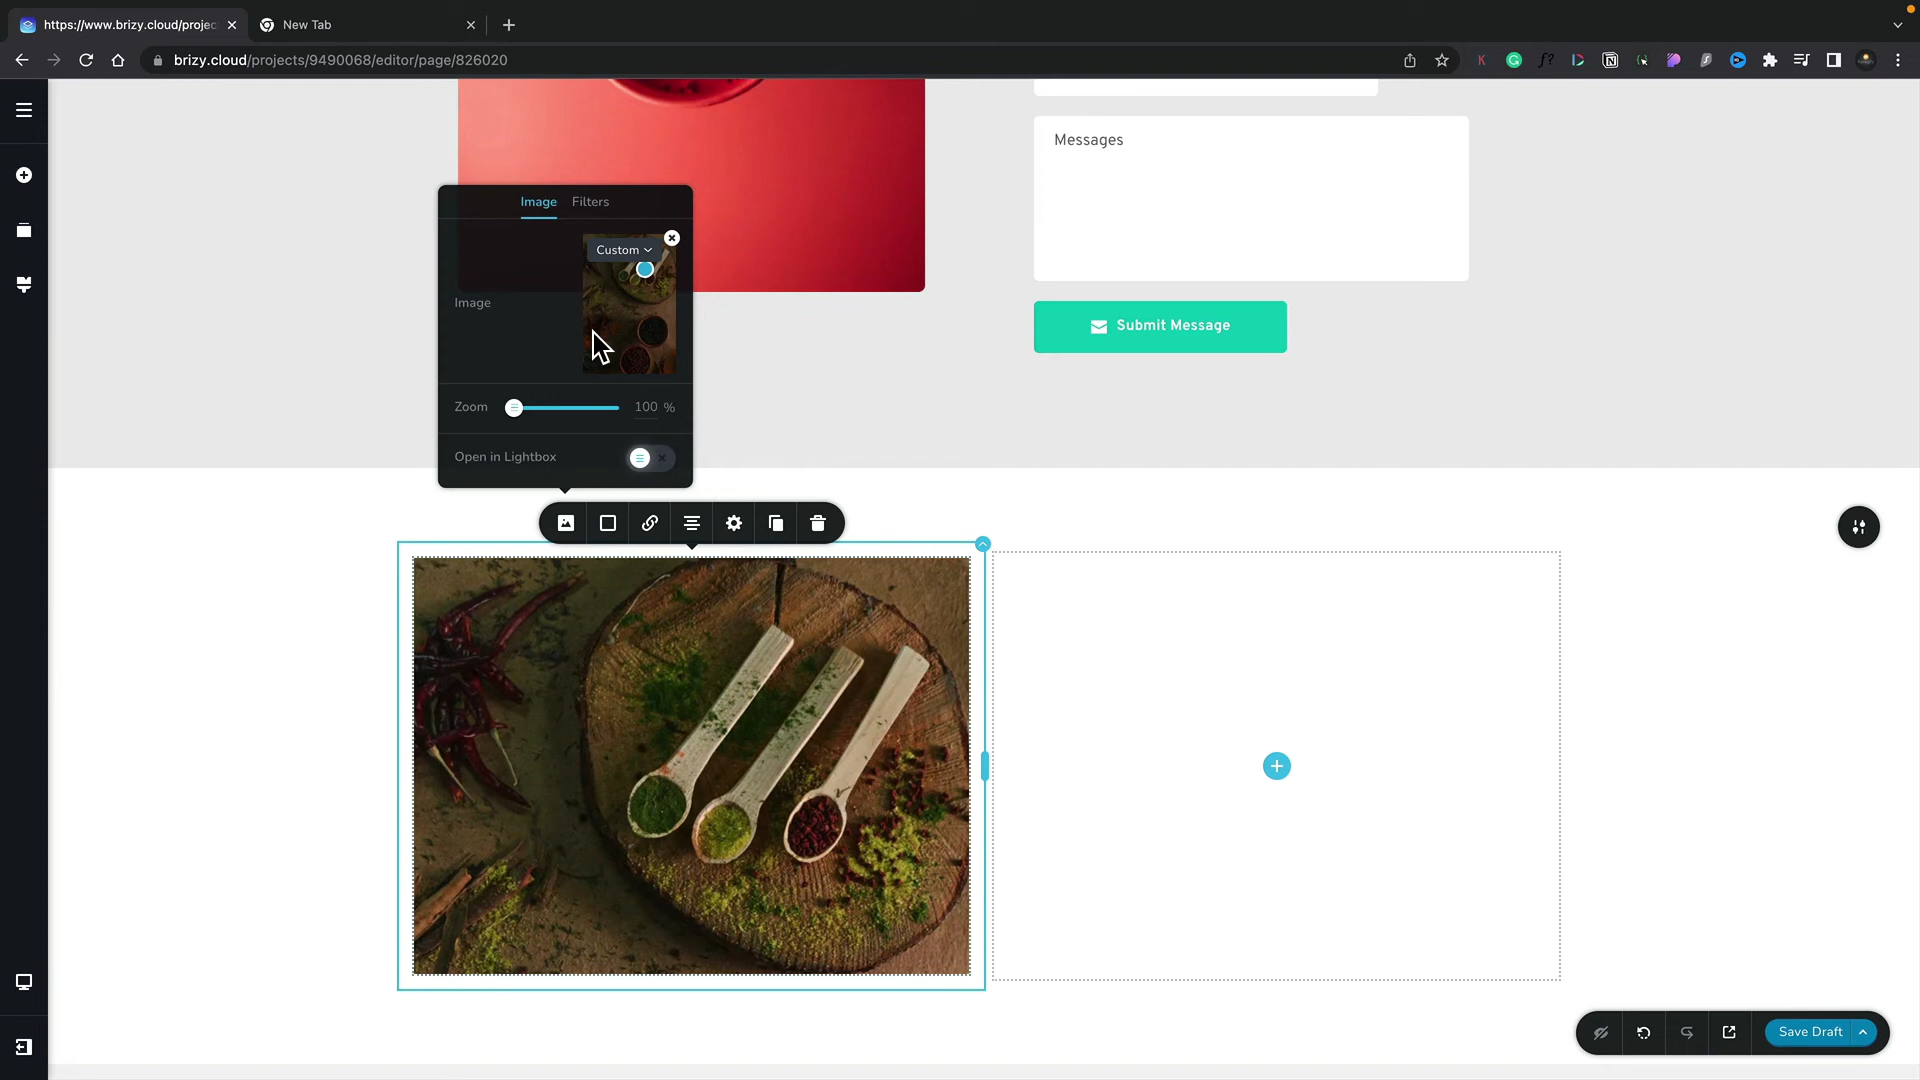 https://www.brizy.cloud/projec
New Tab
brizy.cloud/projects/9490068/editor/page/826020
Messages
Image
Filters
Custom
Image
Submit Message
Zoom
100 %
Open in Lightbox
Save Draft